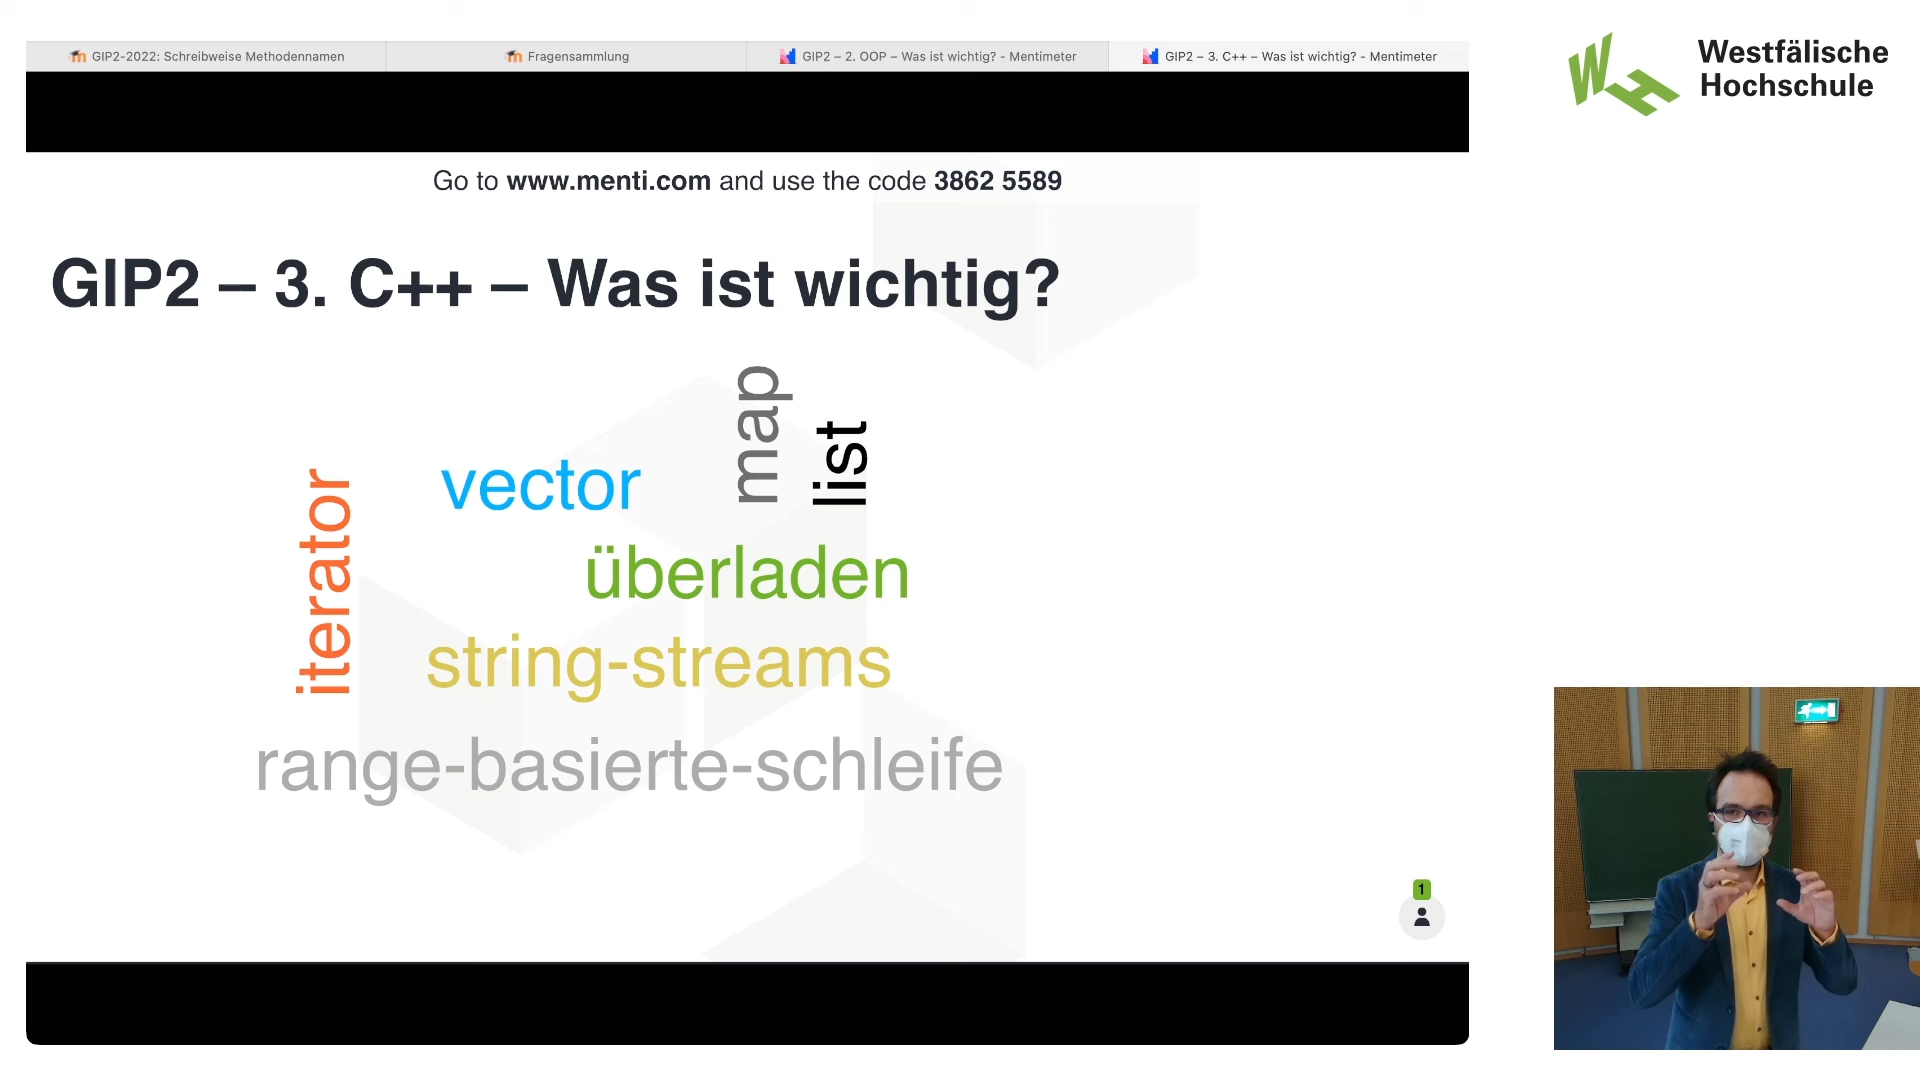 GIP2-2022: Schreibweise Methodennamen
Fragensammlung
GIP2 – 2. OOP – Was ist wichtig? - Mentimeter
GIP2 – 3. C++ – Was ist wichtig? - Mentimeter
Westfälische
Hochschule
Go to www.menti.com and use the code 3862 5589
GIP2 – 3. C++ – Was ist wichtig?
map
list
vector
iterator
überladen
string-streams
range-basierte-schleife
1